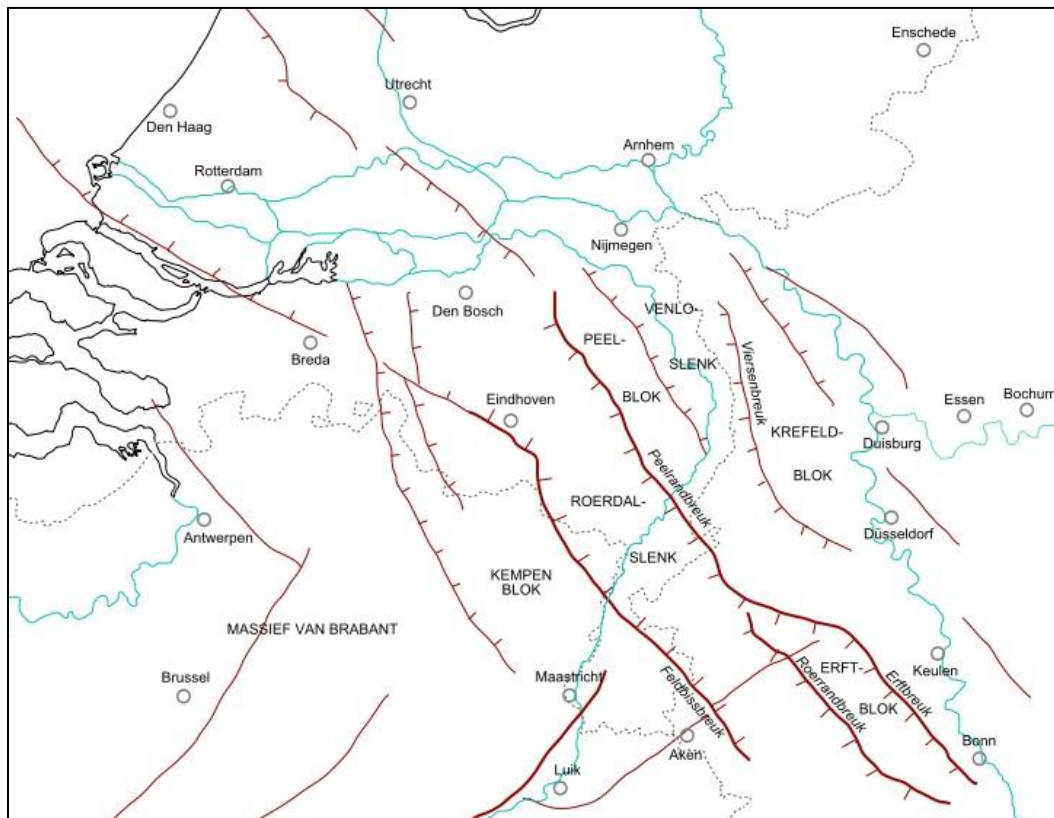 Enschede
Utrecht
Den Haag
Arnhem
Rotterdam
Nijmegen
VENLO-
Den Bosch
PEEL-
SLENK
Breda
Viersenbreuk
BLOK
Eindhoven
Essen
Bochum
KREFELD-
Duisburg
BLOK
Peelrandbreuk
ROERDAL-
Antwerpen
Düsseldorf
SLENK
KEMPEN
BLOK
MASSIEF VAN BRABANT
Keulen
ERFT-
Roerrandbreuk
Erftbreuk
BLOK
Brussel
Maastricht
Feldbissbreuk
Aken
Bonn
Luik